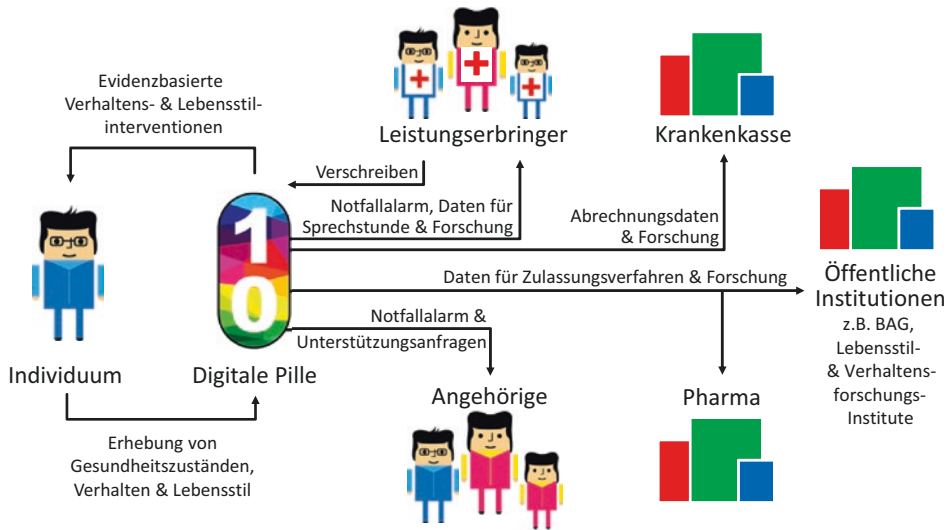 Evidenzbasierte
Verhaltens- & Lebensstil-
interventionen
Leistungserbringer
Krankenkasse
Verschreiben
Notfallalarm, Daten für
Sprechstunde & Forschung
Abrechnungsdaten
& Forschung
1
0
Daten für Zulassungsverfahren & Forschung
Öffentliche
Institutionen
z.B. BAG,
Lebensstil-
& Verhaltens-
forschungs-
Institute
Notfallalarm &
Unterstützungsanfragen)
Individuum
Digitale Pille
Angehörige
Pharma
Erhebung von
Gesundheitszuständen,
Verhalten & Lebensstil